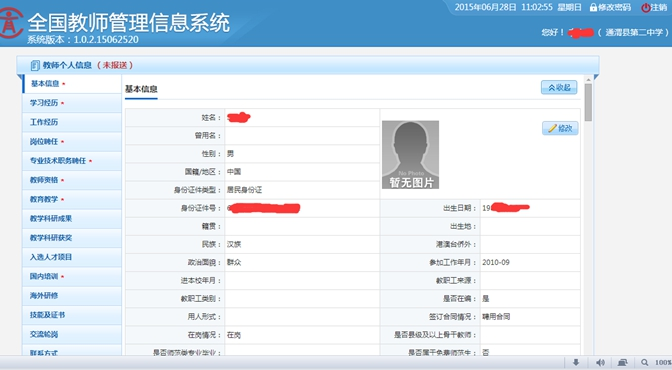 2015年06月28日 星期日 11:02:55 修改密码 注销
全国教师管理信息系统
系统版本：1.0.2.15062520
您好！ （ 通渭县第二中学）
教师个人信息 （ 未报送 ）
基本信息 *
学习经历 *
工作经历
岗位聘任 *
专业技术职务聘任 *
教师资格 *
教育教学 *
教学科研成果
教学科研获奖
入选人才项目
国内培训 *
海外研修
技能及证书
交流轮岗
联系方式
基本信息
收起
姓名：
曾用名：
性别： 男
国籍/地区： 中国
身份证件类型： 居民身份证
No Photo
暂无图片
修改
身份证件号： 6 出生日期： 19
籍贯： 出生地：
民族： 汉族 港澳台侨外：
政治面貌： 群众 参加工作年月： 2010-09
进本校年月： 教职工来源：
教职工类别： 是否在编： 是
用人形式： 签订合同情况： 聘用合同
在岗情况： 在岗 是否县级及以上骨干教师：
是否师范类专业毕业： 是否属于免费师范生： 否
100%